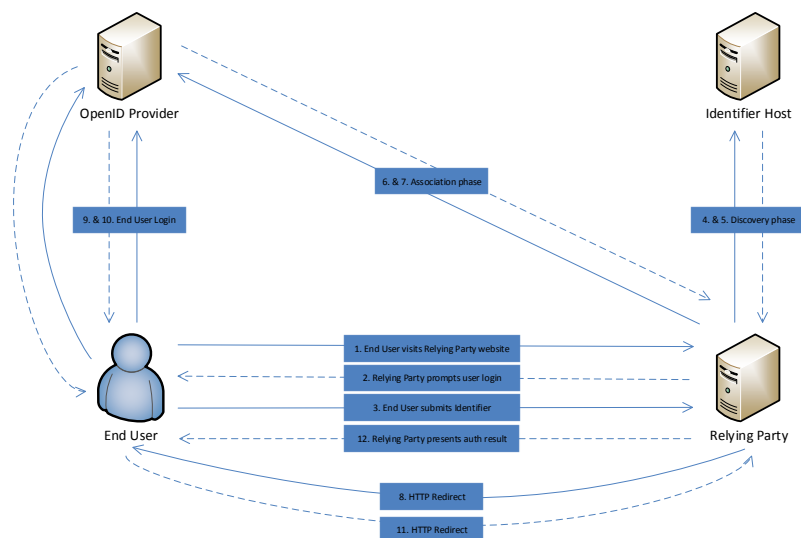 OpenID Provider
Identifier Host
6. & 7. Association phase
9. & 10. End User Login
4. & 5. Discovery phase
1. End User visits Relying Party website
2. Relying Party prompts user login
3. End User submits Identifier
End User
Relying Party
12. Relying Party presents auth result
8. HTTP Redirect
11. HTTP Redirect